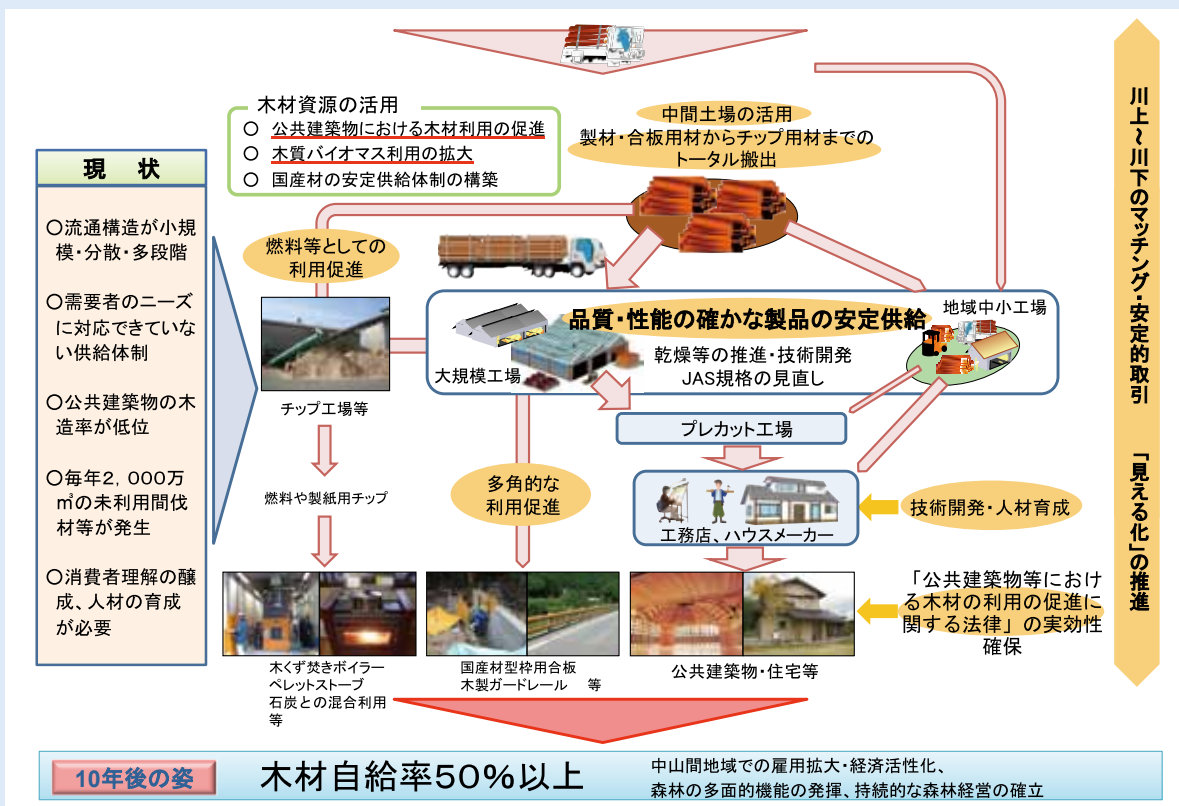 木材資源の活用
○ 公共建築物における木材利用の促進
○ 木質バイオマス利用の拡大
○ 国産材の安定供給体制の構築
中間土場の活用
製材・合板用材からチップ用材までの
トータル搬出
現 状
○流通構造が小規
模・分散・多段階
○需要者のニーズ
に対応できていな
い供給体制
○公共建築物の木
造率が低位
○毎年2,000万
㎥の未利用間伐
材等が発生
○消費者理解の醸
成、人材の育成
が必要
燃料等としての
利用促進
チップ工場等
燃料や製紙用チップ
大規模工場
品質・性能の確かな製品の安定供給
乾燥等の推進・技術開発
JAS規格の見直し
地域中小工場
プレカット工場
多角的な
利用促進
工務店、ハウスメーカー
技術開発・人材育成
「公共建築物等におけ
る木材の利用の促進に
関する法律」の実効性
確保
木くず焚きボイラー
ペレットストーブ
石炭との混合利用
等
国産材型枠用合板
木製ガードレール 等
公共建築物・住宅等
川上~川下のマッチング・安定的取引 「見える化」の推進
10年後の姿
木材自給率50%以上
中山間地域での雇用拡大・経済活性化、
森林の多面的機能の発揮、持続的な森林経営の確立